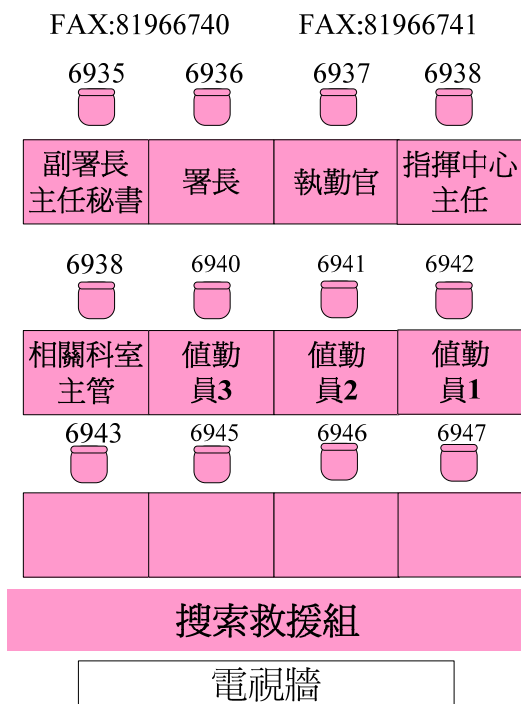 FAX:81966740 FAX:81966741
6935 6936 6937 6938
副署長
主任秘書
署長
執勤官
指揮中心
主任
6938 6940 6941 6942
相關科室
主管
值勤
員3
值勤
員2
值勤
員1
6943 6945 6946 6947
搜索救援組
電視牆